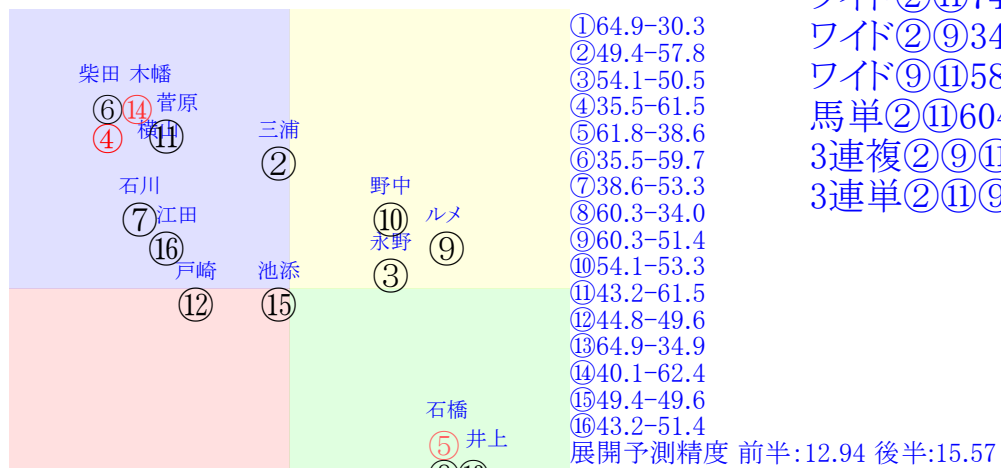 柴田 木幡
⑥⑭菅原
④ ⑪
三浦
②
石川
⑦江田
⑯
戸崎 池添
⑫ ⑮
野中
⑩ ルメ
永野 ⑨
③
石橋
⑤ 井上
①64.9-30.3
②49.4-57.8
③54.1-50.5
④35.5-61.5
⑤61.8-38.6
⑥35.5-59.7
⑦38.6-53.3
⑧60.3-34.0
⑨60.3-51.4
⑩54.1-53.3
⑪43.2-61.5
⑫44.8-49.6
⑬64.9-34.9
⑭40.1-62.4
⑮49.4-49.6
⑯43.2-51.4
展開予測精度 前半:12.94 後半:15.57
ワイド②⑨34
ワイド⑨⑪58
馬単②⑪604
3連複②⑨⑪
3連単②⑪⑨